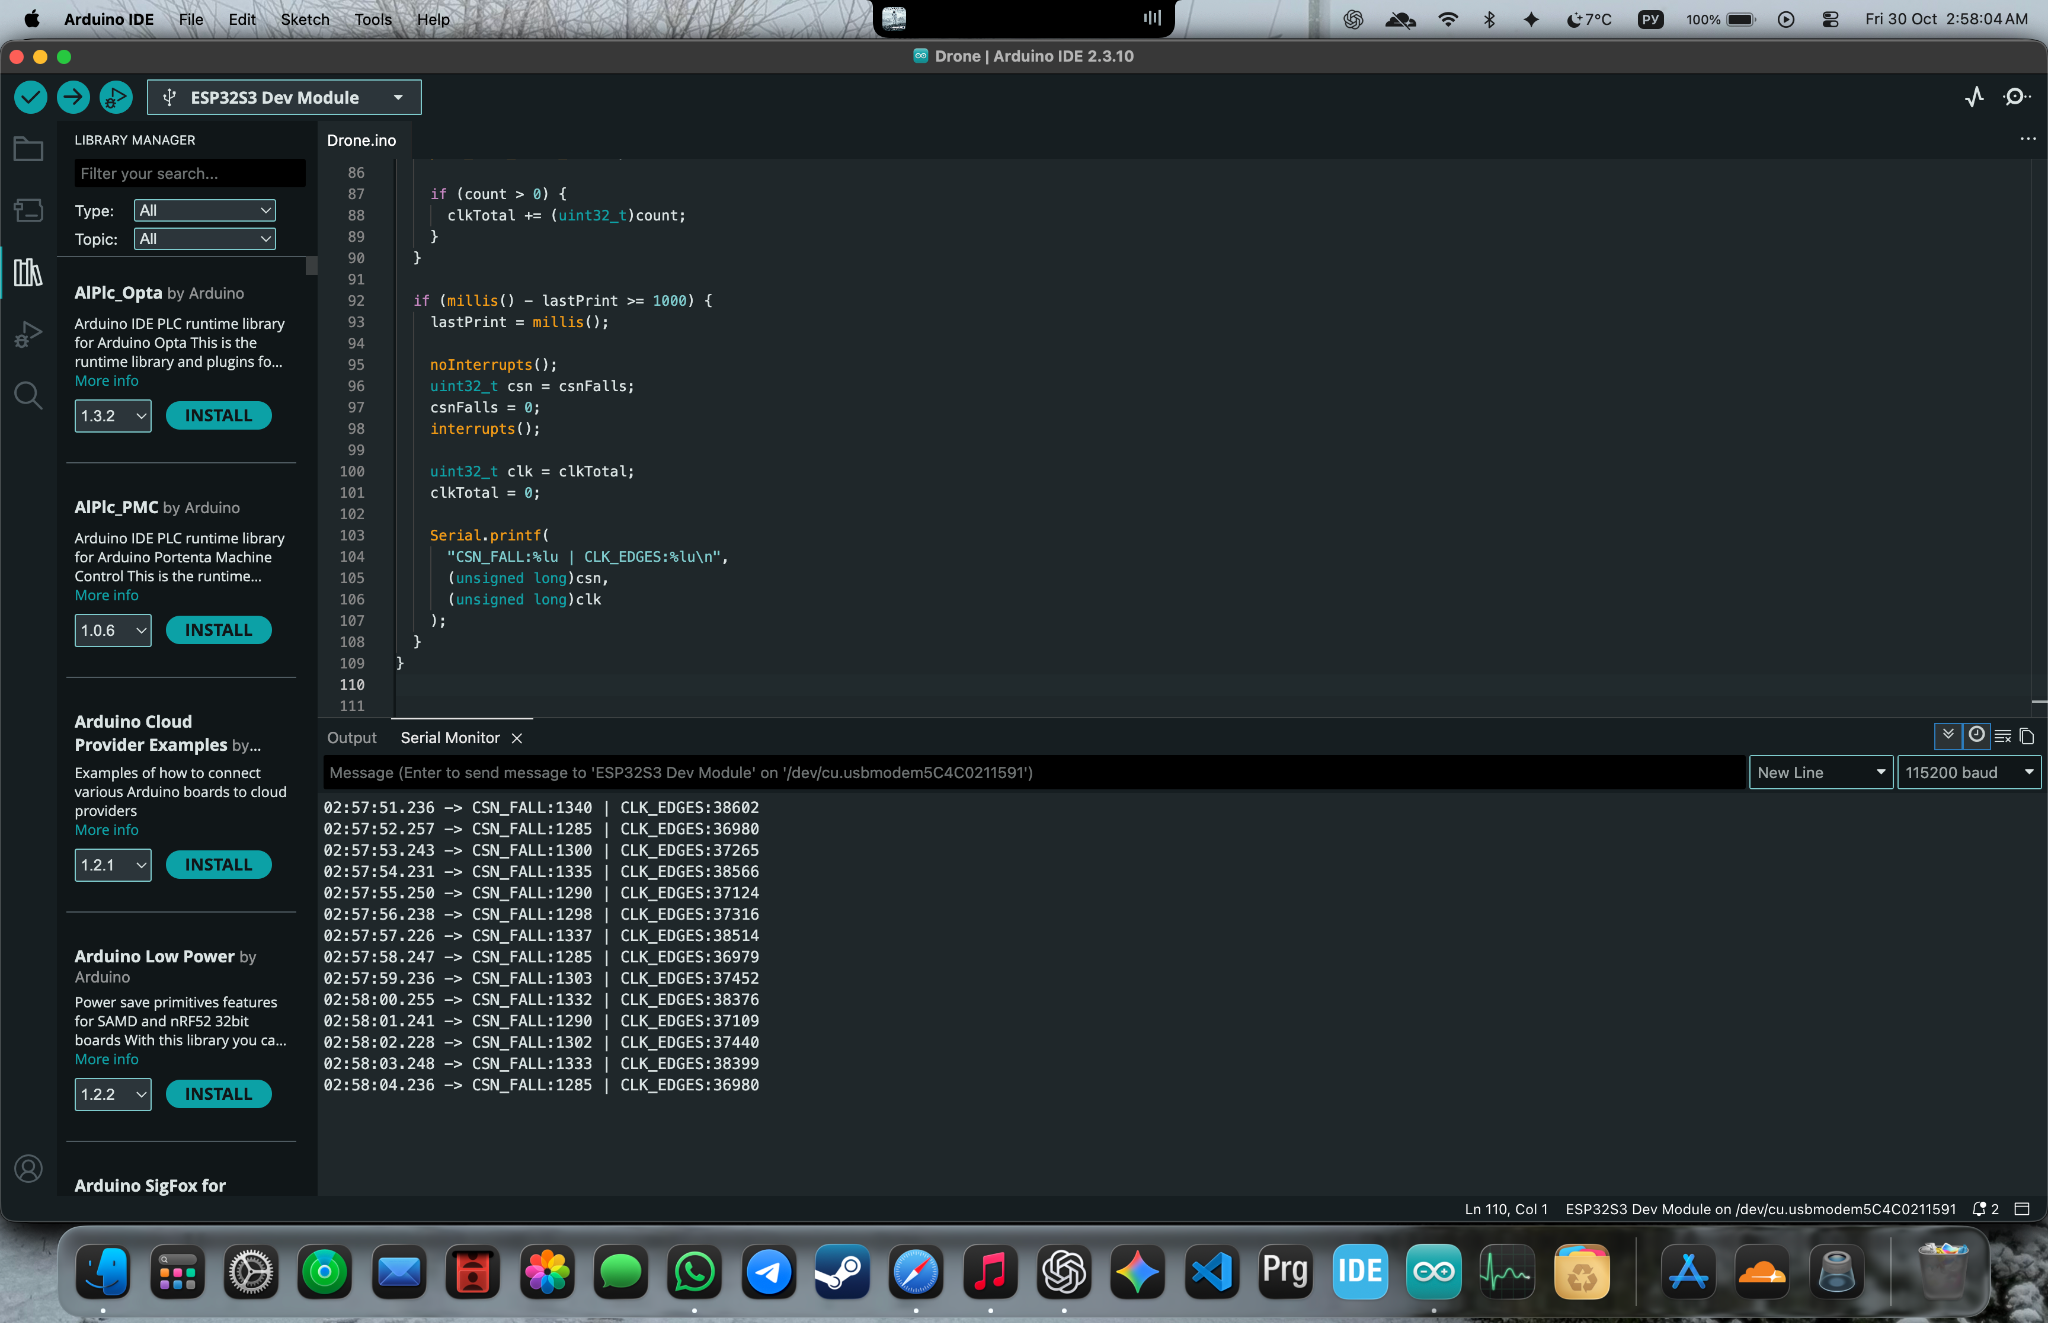 Arduino IDE File Edit Sketch Tools Help
7°C РУ 100% Fri 30 Oct 2:58:04 AM
Drone | Arduino IDE 2.3.10
ESP32S3 Dev Module
LIBRARY MANAGER
Filter your search...
Type: All
Topic: All
AlPlc_Opta by Arduino
Arduino IDE PLC runtime library
for Arduino Opta This is the
runtime library and plugins fo...
More info
1.3.2 INSTALL
AlPlc_PMC by Arduino
Arduino IDE PLC runtime library
for Arduino Portenta Machine
Control This is the runtime...
More info
1.0.6 INSTALL
Arduino Cloud
Provider Examples by...
Examples of how to connect
various Arduino boards to cloud
providers
More info
1.2.1 INSTALL
Arduino Low Power by
Arduino
Power save primitives features
for SAMD and nRF52 32bit
boards With this library you ca...
More info
1.2.2 INSTALL
Arduino SigFox for
Drone.ino
86
87 if (count > 0) {
88 clkTotal += (uint32_t)count;
89 }
90 }
91
92 if (millis() - lastPrint >= 1000) {
93 lastPrint = millis();
94
95 noInterrupts();
96 uint32_t csn = csnFalls;
97 csnFalls = 0;
98 interrupts();
99
100 uint32_t clk = clkTotal;
101 clkTotal = 0;
102
103 Serial.printf(
104 "CSN_FALL:%lu | CLK_EDGES:%lu\n",
105 (unsigned long)csn,
106 (unsigned long)clk
107 );
108 }
109 }
110
111
Output Serial Monitor
Message (Enter to send message to 'ESP32S3 Dev Module' on '/dev/cu.usbmodem5C4C0211591')
New Line 115200 baud
02:57:51.236 -> CSN_FALL:1340 | CLK_EDGES:38602
02:57:52.257 -> CSN_FALL:1285 | CLK_EDGES:36980
02:57:53.243 -> CSN_FALL:1300 | CLK_EDGES:37265
02:57:54.231 -> CSN_FALL:1335 | CLK_EDGES:38566
02:57:55.250 -> CSN_FALL:1290 | CLK_EDGES:37124
02:57:56.238 -> CSN_FALL:1298 | CLK_EDGES:37316
02:57:57.226 -> CSN_FALL:1337 | CLK_EDGES:38514
02:57:58.247 -> CSN_FALL:1285 | CLK_EDGES:36979
02:57:59.236 -> CSN_FALL:1303 | CLK_EDGES:37452
02:58:00.255 -> CSN_FALL:1332 | CLK_EDGES:38376
02:58:01.241 -> CSN_FALL:1290 | CLK_EDGES:37109
02:58:02.228 -> CSN_FALL:1302 | CLK_EDGES:37440
02:58:03.248 -> CSN_FALL:1333 | CLK_EDGES:38399
02:58:04.236 -> CSN_FALL:1285 | CLK_EDGES:36980
Ln 110, Col 1 ESP32S3 Dev Module on /dev/cu.usbmodem5C4C0211591 2
Prg IDE